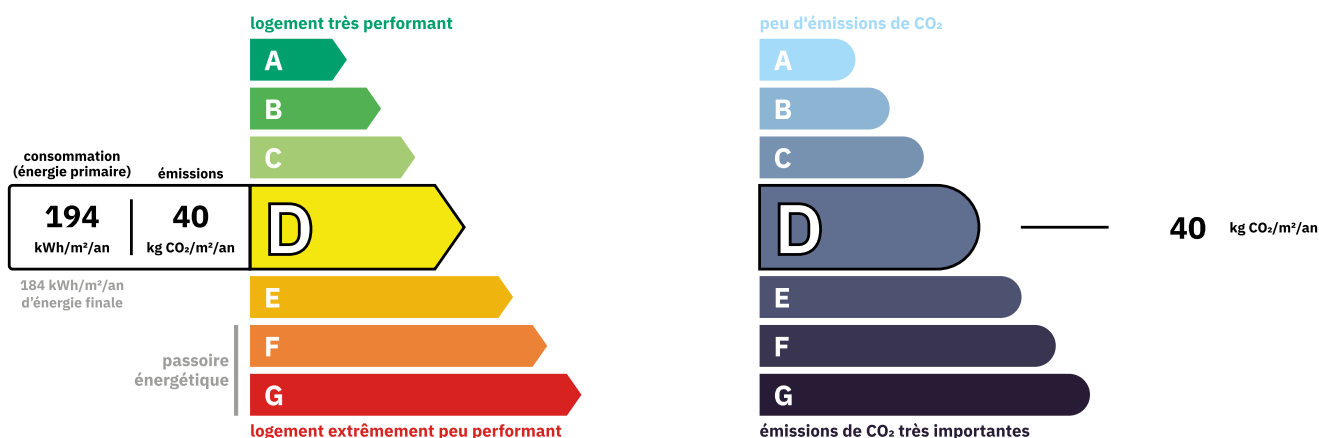 logement très performant
A
B
C
consommation
(énergie primaire)
émissions
194
kWh/m²/an
40
kg CO₂/m²/an
D
184 kWh/m²/an
d'énergie finale
E
passoire
énergétique
F
G
logement extrêmement peu performant
peu d'émissions de CO₂
A
B
C
D
40 kg CO₂/m²/an
E
F
G
émissions de CO₂ très importantes